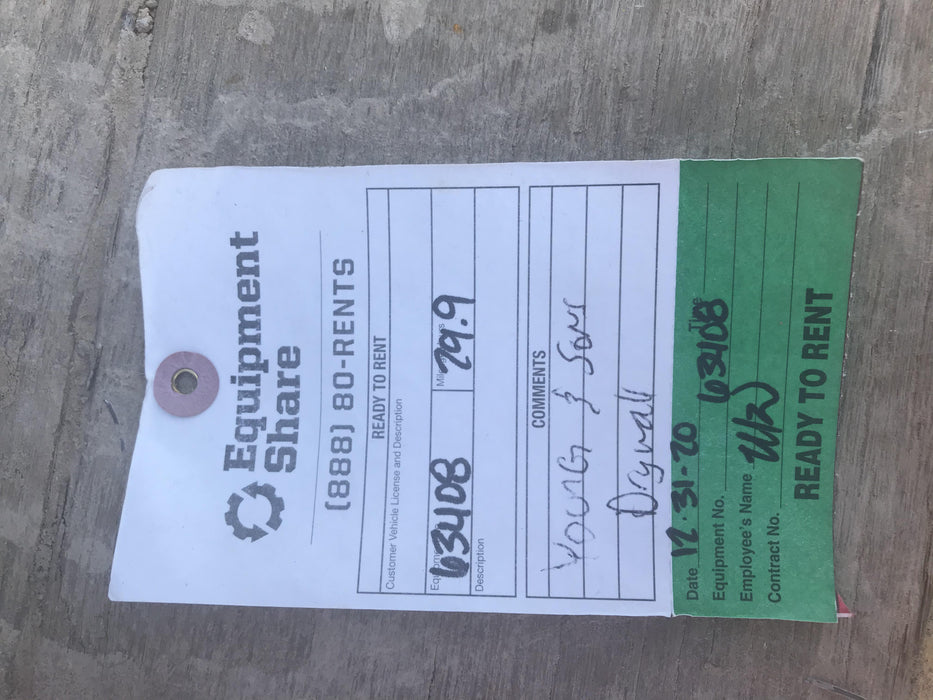 Equipment
Share
(888) 80-RENTS
READY TO RENT
Customer Vehicle License and Description
63408 29.9
Description
COMMENTS
YOUNG & Sons
Drywall
Date 12-31-20 Time
Equipment No. 63408
Employee's Name
Contract No.
READY TO RENT